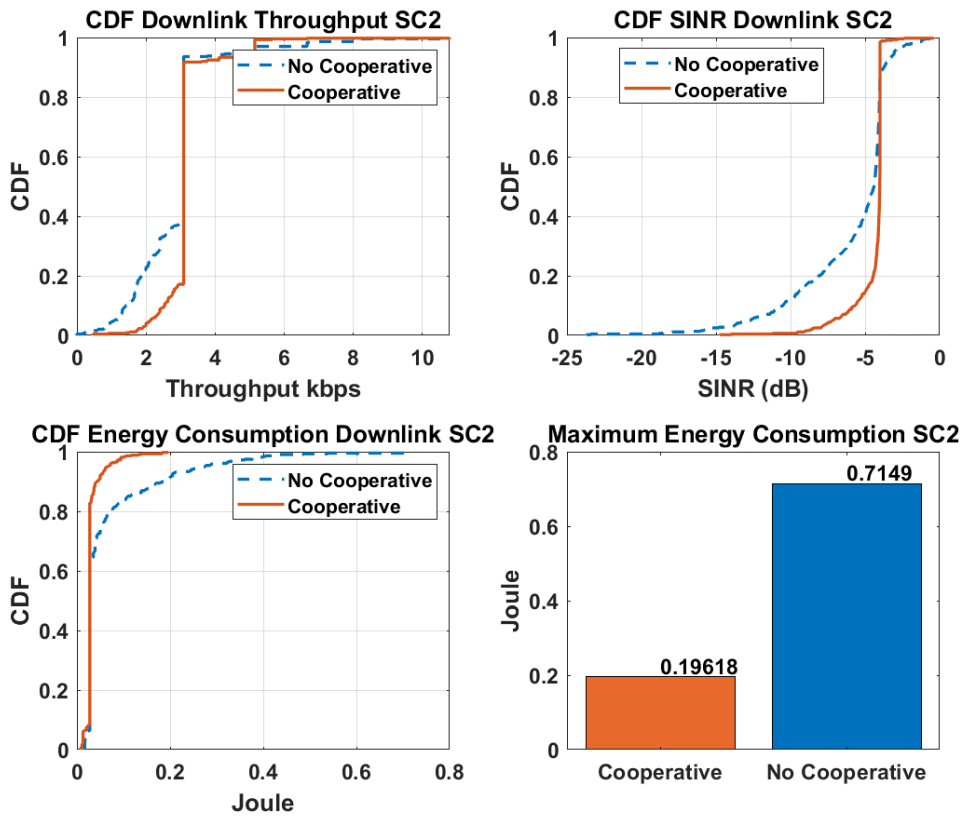 CDF Downlink Throughput SC2
1
0.8
0.6
0.4
0.2
0
CDF
No Cooperative
Cooperative
0 2 4 6 8 10
Throughput kbps
CDF SINR Downlink SC2
1
0.8
0.6
0.4
0.2
0
CDF
No Cooperative
Cooperative
-25 -20 -15 -10 -5 0
SINR (dB)
CDF Energy Consumption Downlink SC2
1
0.8
0.6
0.4
0.2
0
CDF
No Cooperative
Cooperative
0 0.2 0.4 0.6 0.8
Joule
Maximum Energy Consumption SC2
0.8
0.6
0.4
0.2
0
Joule
0.7149
0.19618
Cooperative No Cooperative